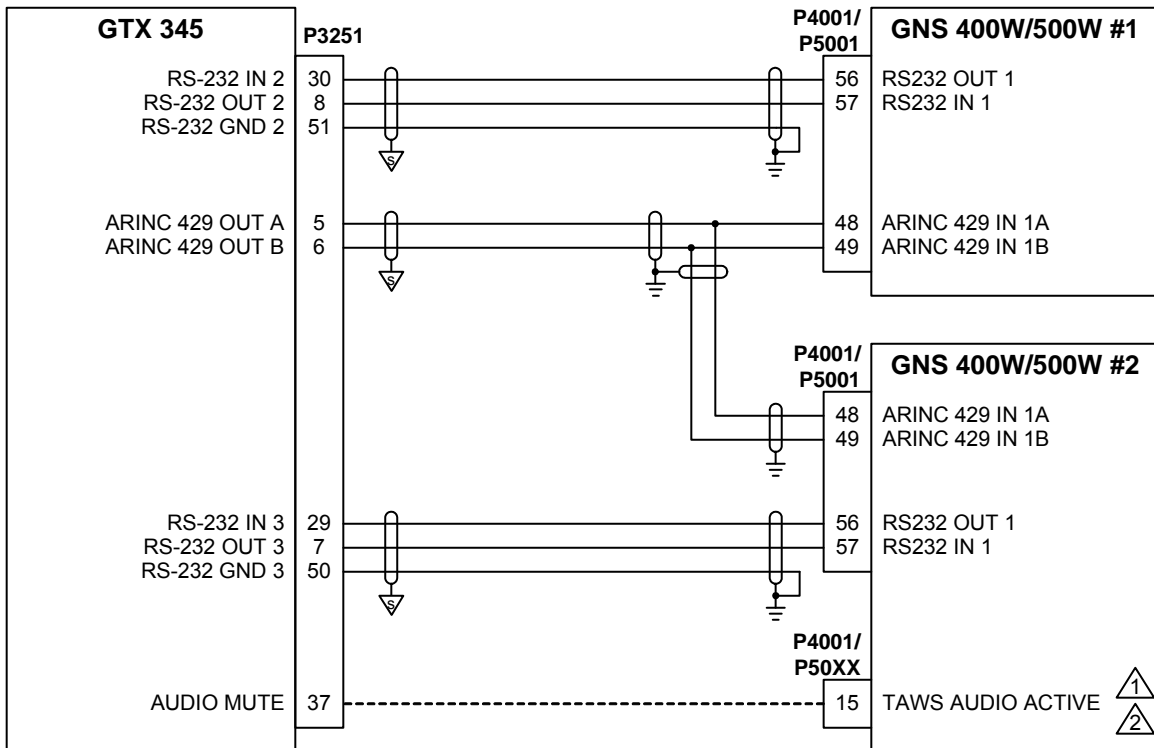 GTX 345
P3251
P4001/
P5001
GNS 400W/500W #1
RS-232 IN 2 30 56 RS232 OUT 1
RS-232 OUT 2 8 57 RS232 IN 1
RS-232 GND 2 51
S
ARINC 429 OUT A 5 48 ARINC 429 IN 1A
ARINC 429 OUT B 6 49 ARINC 429 IN 1B
S
P4001/
P5001
GNS 400W/500W #2
48 ARINC 429 IN 1A
49 ARINC 429 IN 1B
RS-232 IN 3 29 56 RS232 OUT 1
RS-232 OUT 3 7 57 RS232 IN 1
RS-232 GND 3 50
S
P4001/
P50XX
AUDIO MUTE 37 15 TAWS AUDIO ACTIVE
1
2